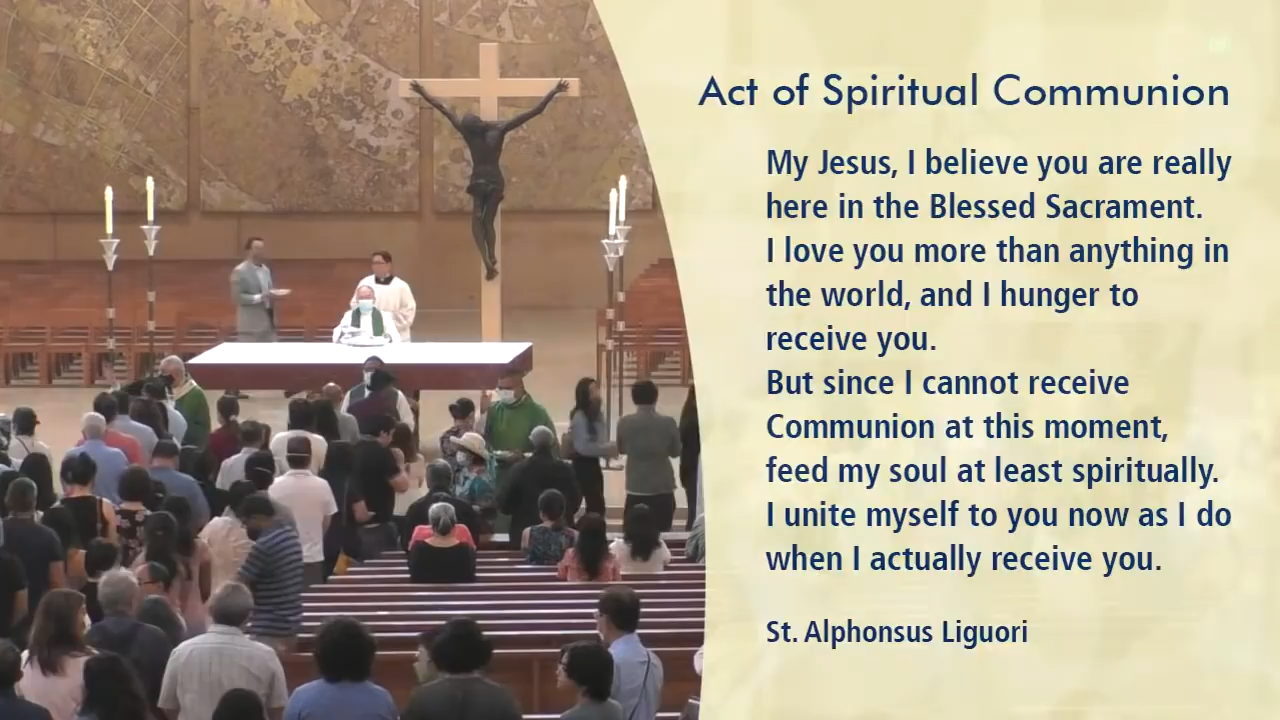 Act of Spiritual Communion
My Jesus, I believe you are really
here in the Blessed Sacrament.
I love you more than anything in
the world, and I hunger to
receive you.
But since I cannot receive
Communion at this moment,
feed my soul at least spiritually.
I unite myself to you now as I do
when I actually receive you.
St. Alphonsus Liguori